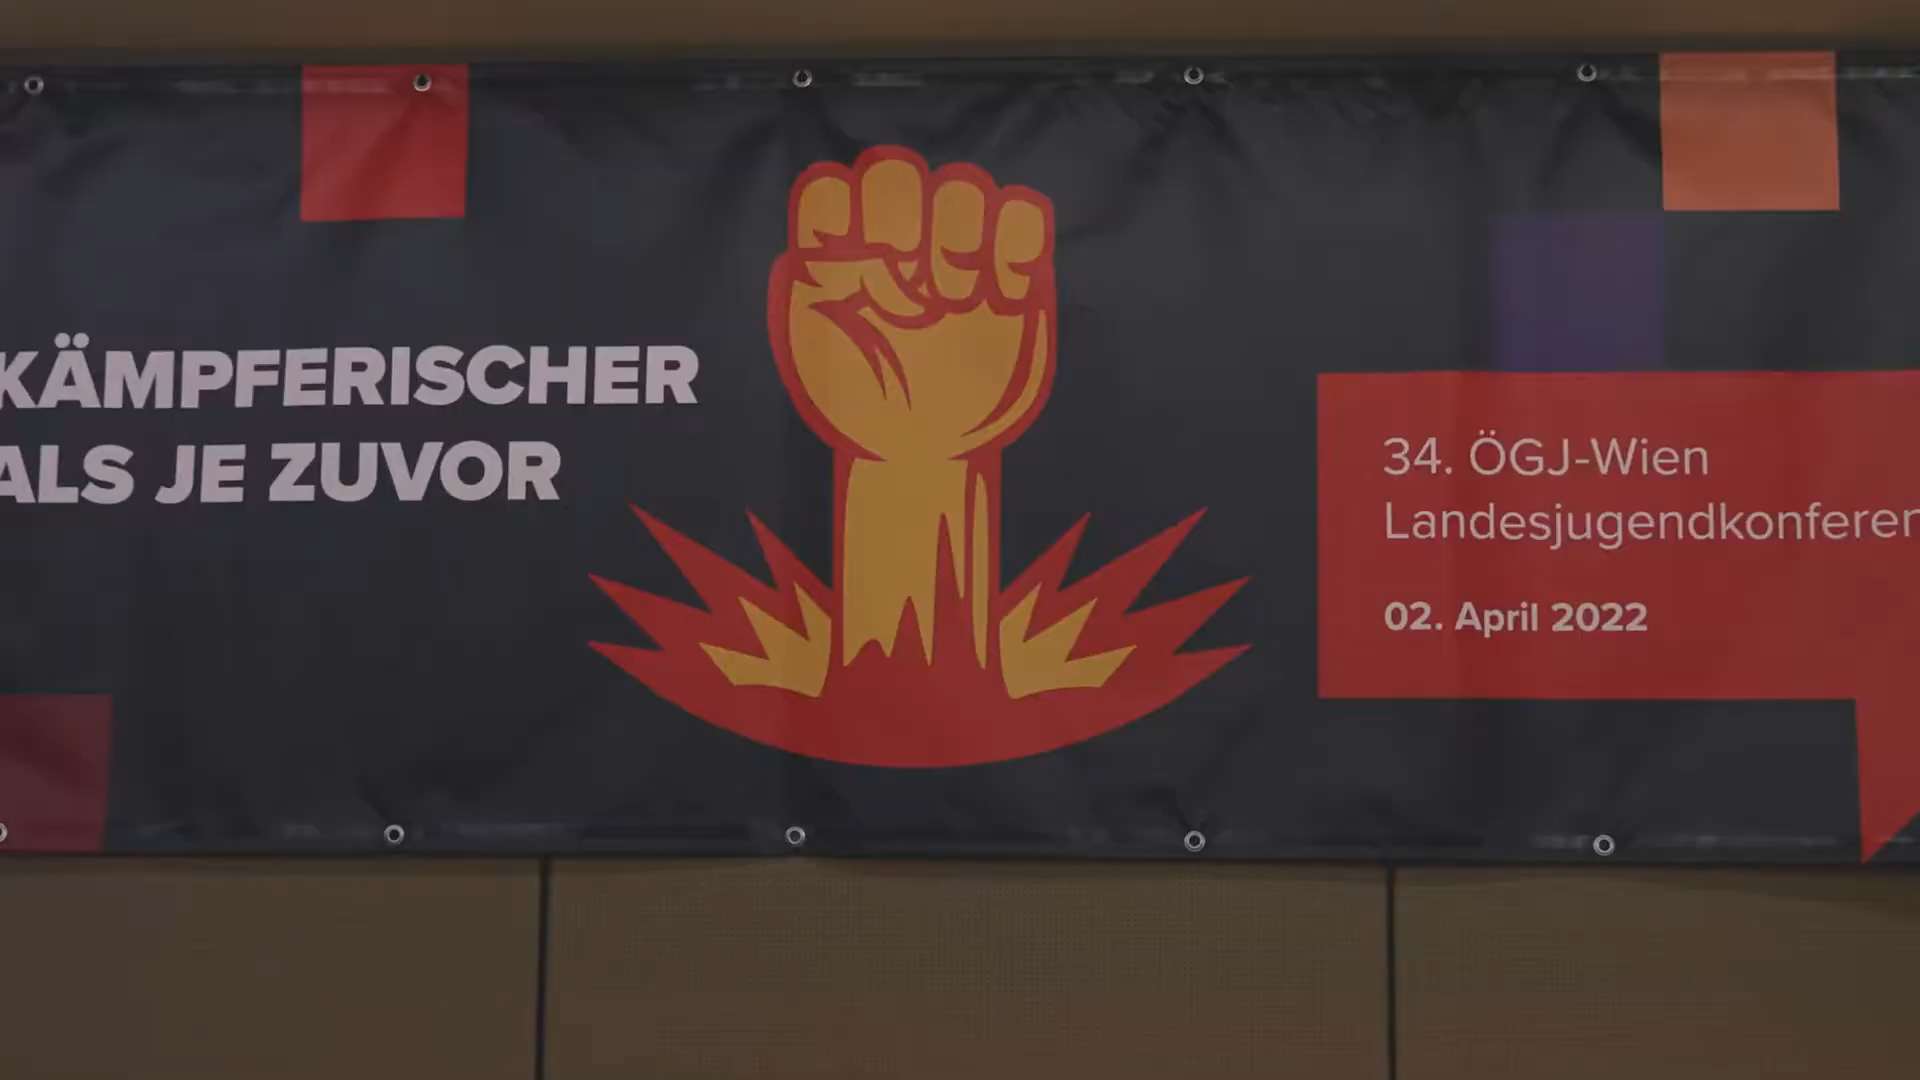 KÄMPFERISCHER
ALS JE ZUVOR
34. ÖGJ-Wien
Landesjugendkonferen
02. April 2022